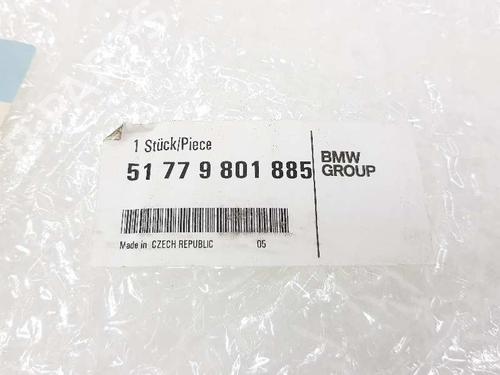 1 Stück/Piece
51 77 9 801 885
BMW
GROUP
Made in CZECH REPUBLIC 05